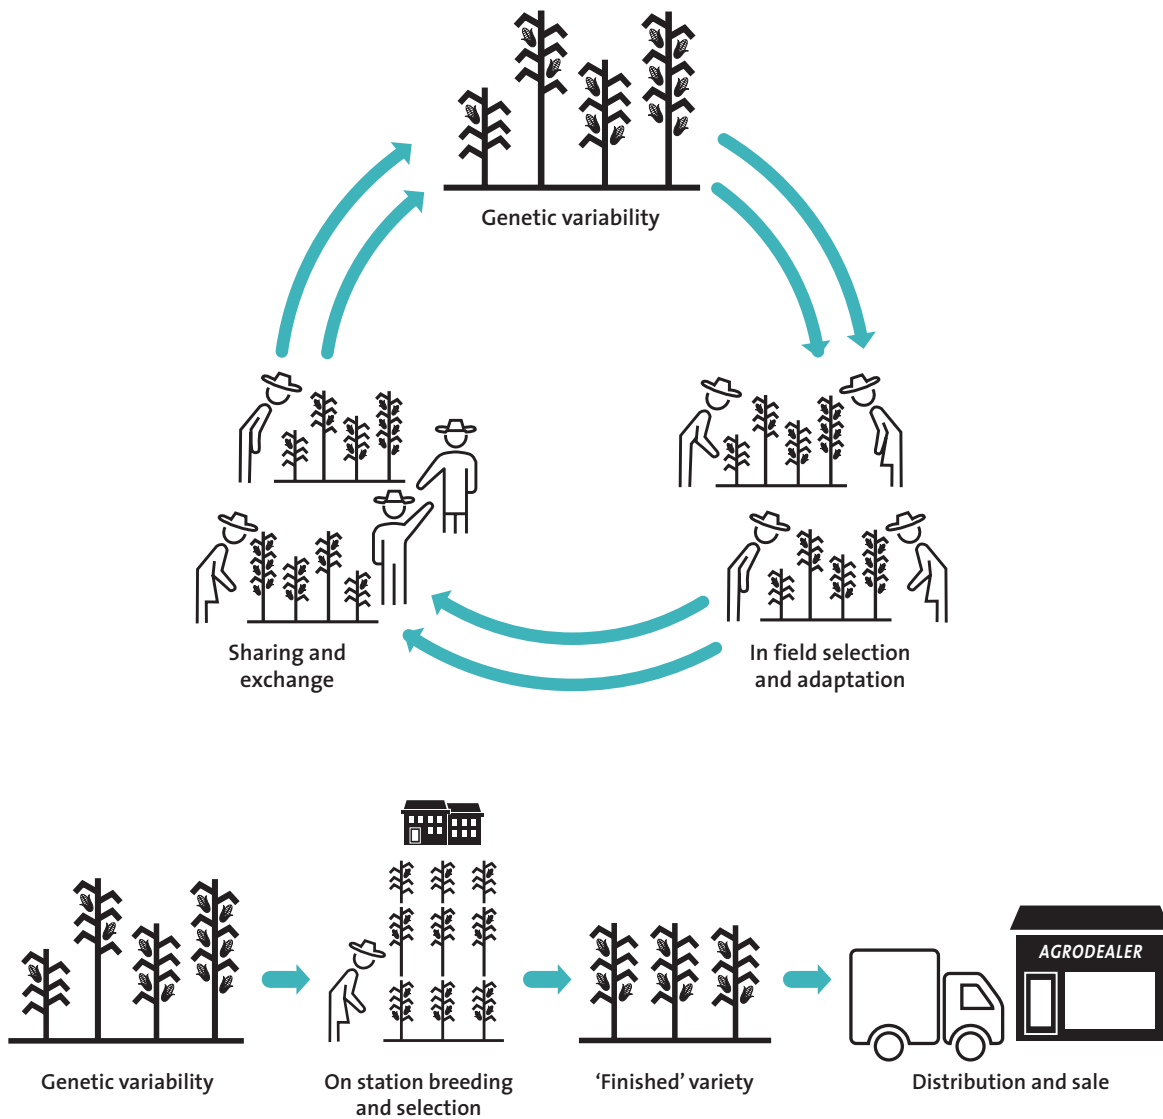 Genetic variability
Sharing and
exchange
In field selection
and adaptation
AGRODEALER
Genetic variability
On station breeding
and selection
‘Finished’ variety
Distribution and sale